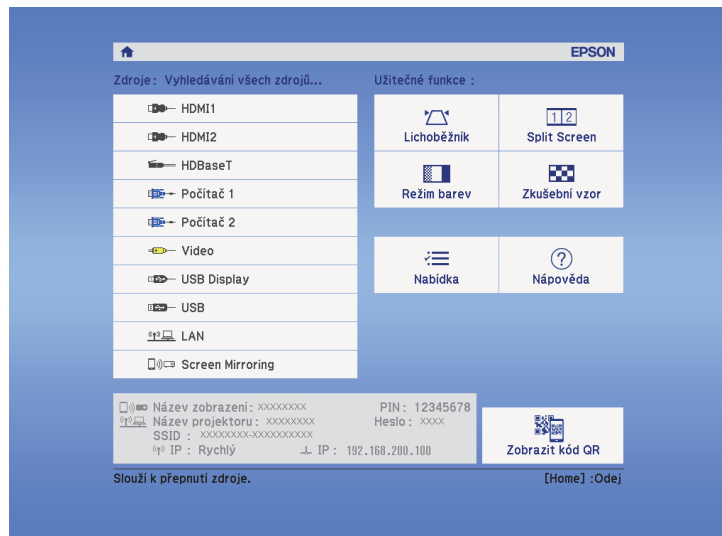 EPSON
Zdroje: Vyhledávání všech zdrojů...
HDMI1
HDMI2
HDBaseT
Počítač 1
Počítač 2
Video
USB Display
USB
LAN
Screen Mirroring
Užitečné funkce :
Lichoběžník
1 2
Split Screen
Režim barev
Zkušební vzor
Nabídka
?
Nápověda
Název zobrazení: XXXXXXXX
PIN: 12345678
Název projektoru : XXXXXXXX
Heslo : XXXX
SSID : XXXXXXXX-XXXXXXXXXX
IP : Rychlý
IP : 192.168.200.100
Zobrazit kód QR
Slouží k přepnutí zdroje.
[Home] :Odej